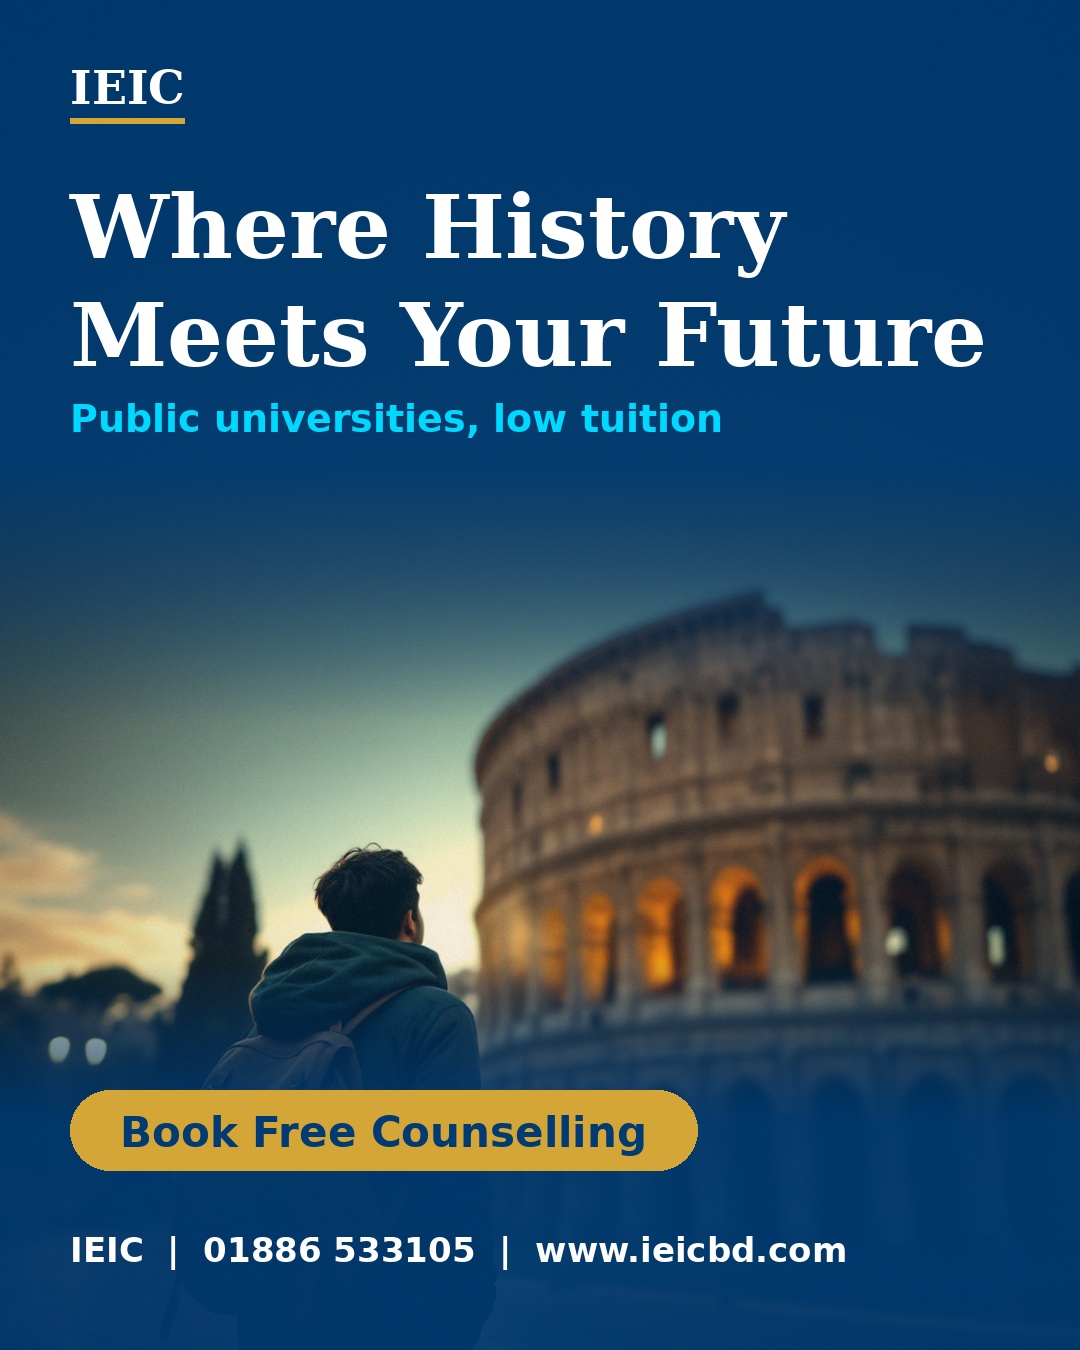 IEIC
Where History
Meets Your Future
Public universities, low tuition
Book Free Counselling
IEIC | 01886 533105 | www.ieicbd.com